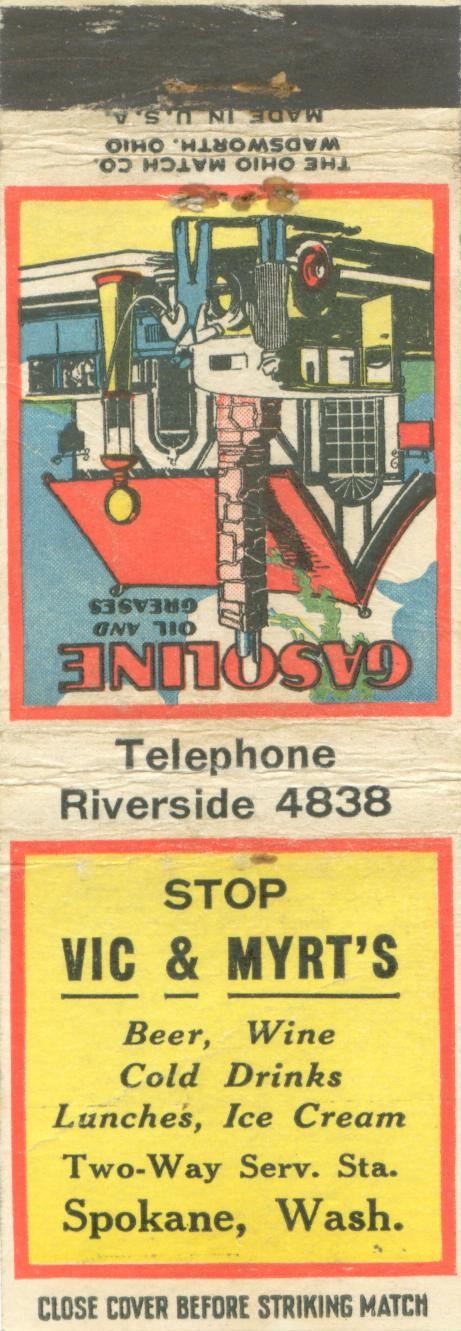 MADE IN U.S.A.
THE OHIO MATCH CO.
WADSWORTH, OHIO
GASOLINE
OIL AND
GREASES
Telephone
Riverside 4838
STOP
VIC & MYRT'S
Beer, Wine
Cold Drinks
Lunches, Ice Cream
Two-Way Serv. Sta.
Spokane, Wash.
CLOSE COVER BEFORE STRIKING MATCH